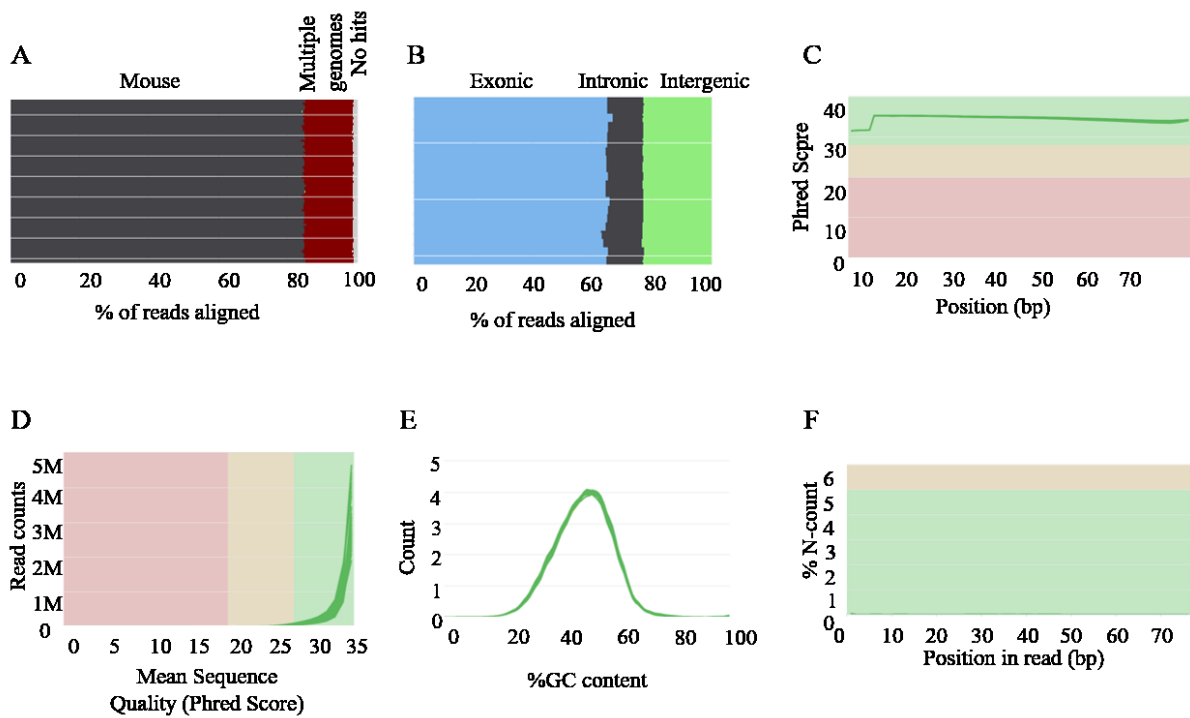 A
Mouse
Multiple
genomes
No hits
0 20 40 60 80 100
% of reads aligned
B
Exonic Intronic Intergenic
0 20 40 60 80 100
% of reads aligned
C
Phred Scpre
40
30
20
10
0
10 20 30 40 50 60 70
Position (bp)
D
Read counts
5M
4M
3M
2M
1M
0
0 5 10 15 20 25 30 35
Mean Sequence
Quality (Phred Score)
E
Count
5
4
3
2
1
0
0 20 40 60 80 100
%GC content
F
% N-count
6
5
4
3
2
1
0
0 10 20 30 40 50 60 70
Position in read (bp)